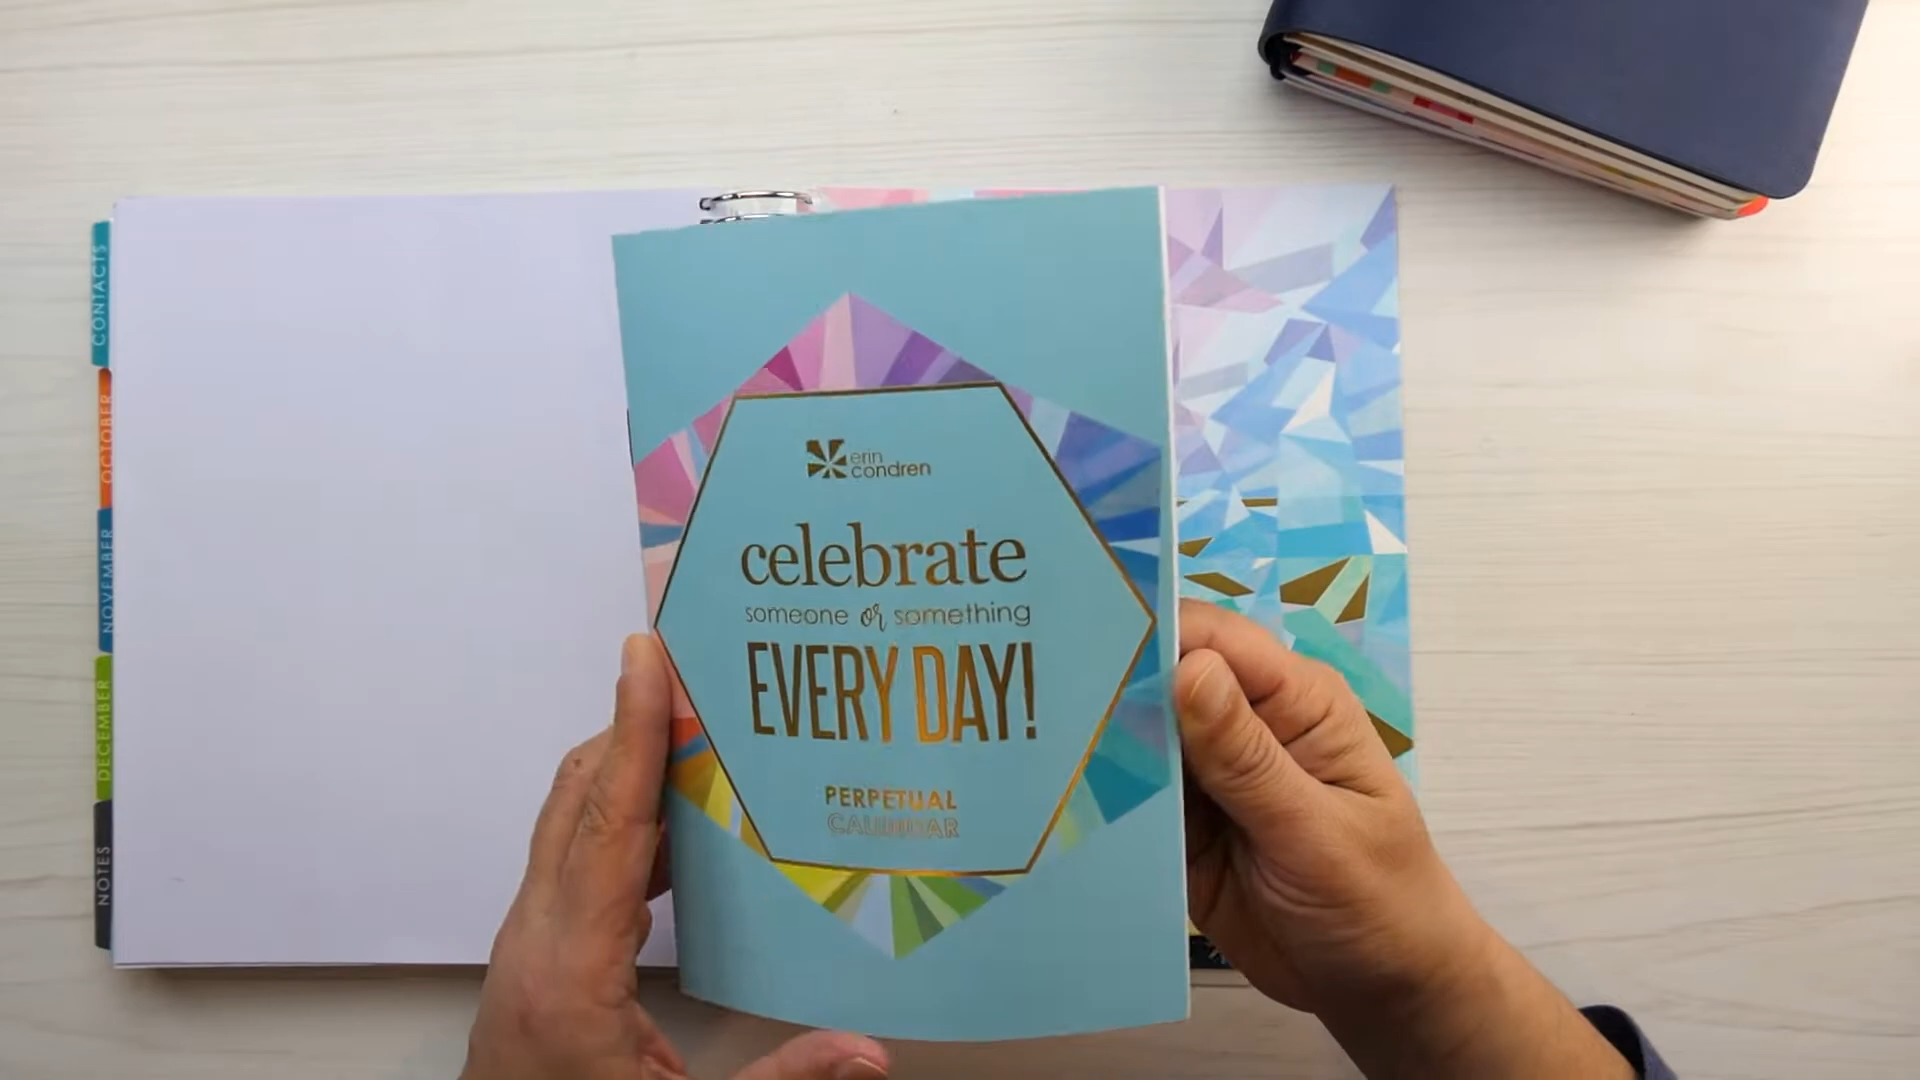 CONTACTS
OCTOBER
NOVEMBER
DECEMBER
NOTES
erin
condren
celebrate
someone or something
EVERY DAY!
PERPETUAL
CALENDAR